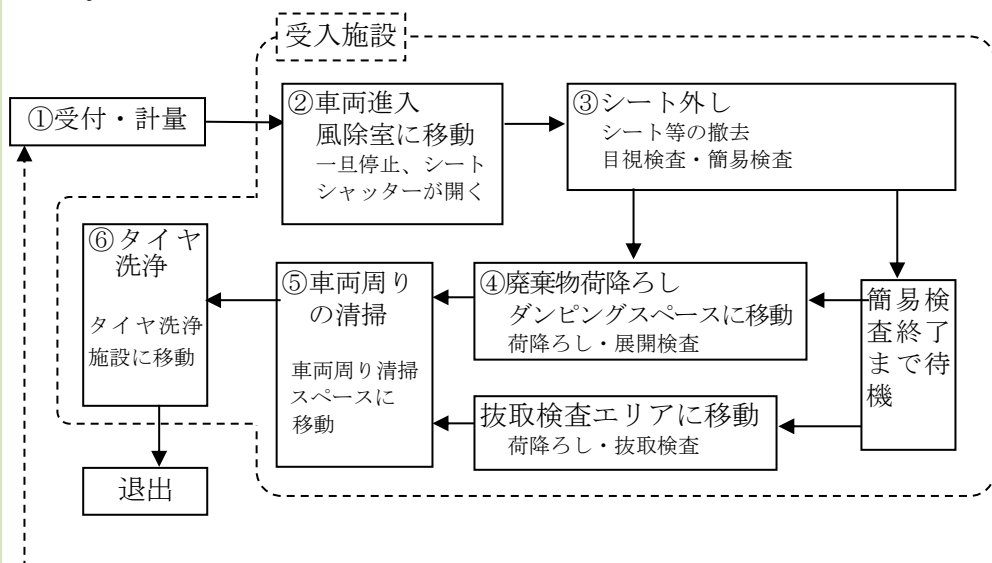 受入施設
①受付・計量
②車両進入
風除室に移動
一旦停止、シート
シャッターが開く
③シート外し
シート等の撤去
目視検査・簡易検査
④廃棄物荷降ろし
ダンピングスペースに移動
荷降ろし・展開検査
簡易検
査終了
まで待
機
抜取検査エリアに移動
荷降ろし・抜取検査
⑤車両周り
の清掃
車両周り清掃
スペースに
移動
⑥タイヤ
洗浄
タイヤ洗浄
施設に移動
退出